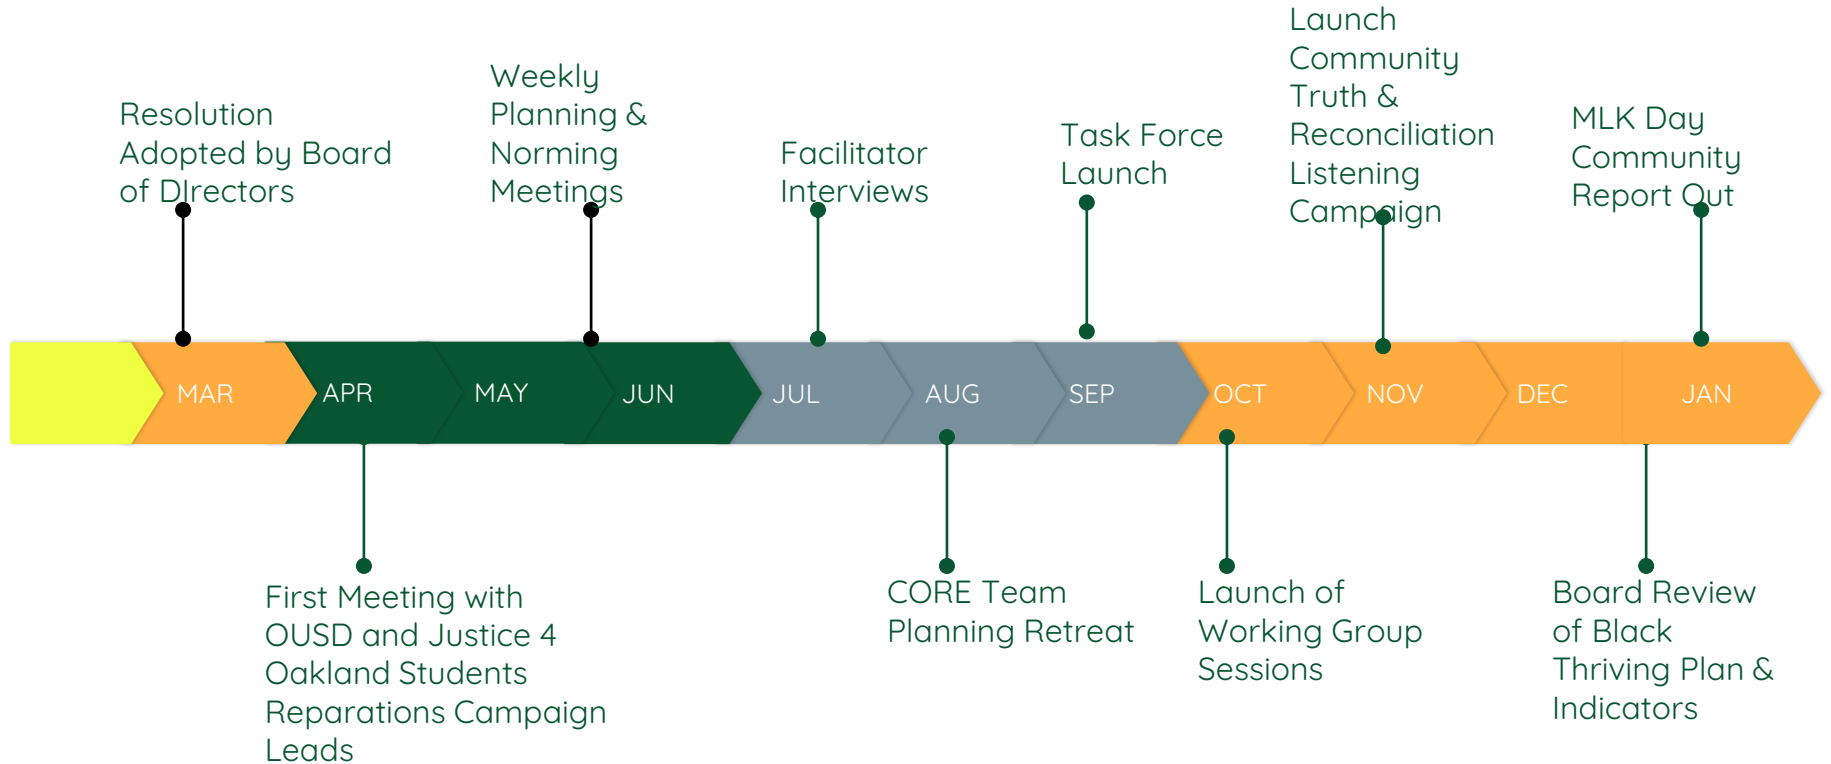 Resolution
Adopted by Board
of DIrectors
Weekly
Planning &
Norming
Meetings
Facilitator
Interviews
Task Force
Launch
Launch
Community
Truth &
Reconciliation
Listening
Campaign
MLK Day
Community
Report Out
MAR
APR
MAY
JUN
JUL
AUG
SEP
OCT
NOV
DEC
JAN
First Meeting with
OUSD and Justice 4
Oakland Students
Reparations Campaign
Leads
CORE Team
Planning Retreat
Launch of
Working Group
Sessions
Board Review
of Black
Thriving Plan &
Indicators